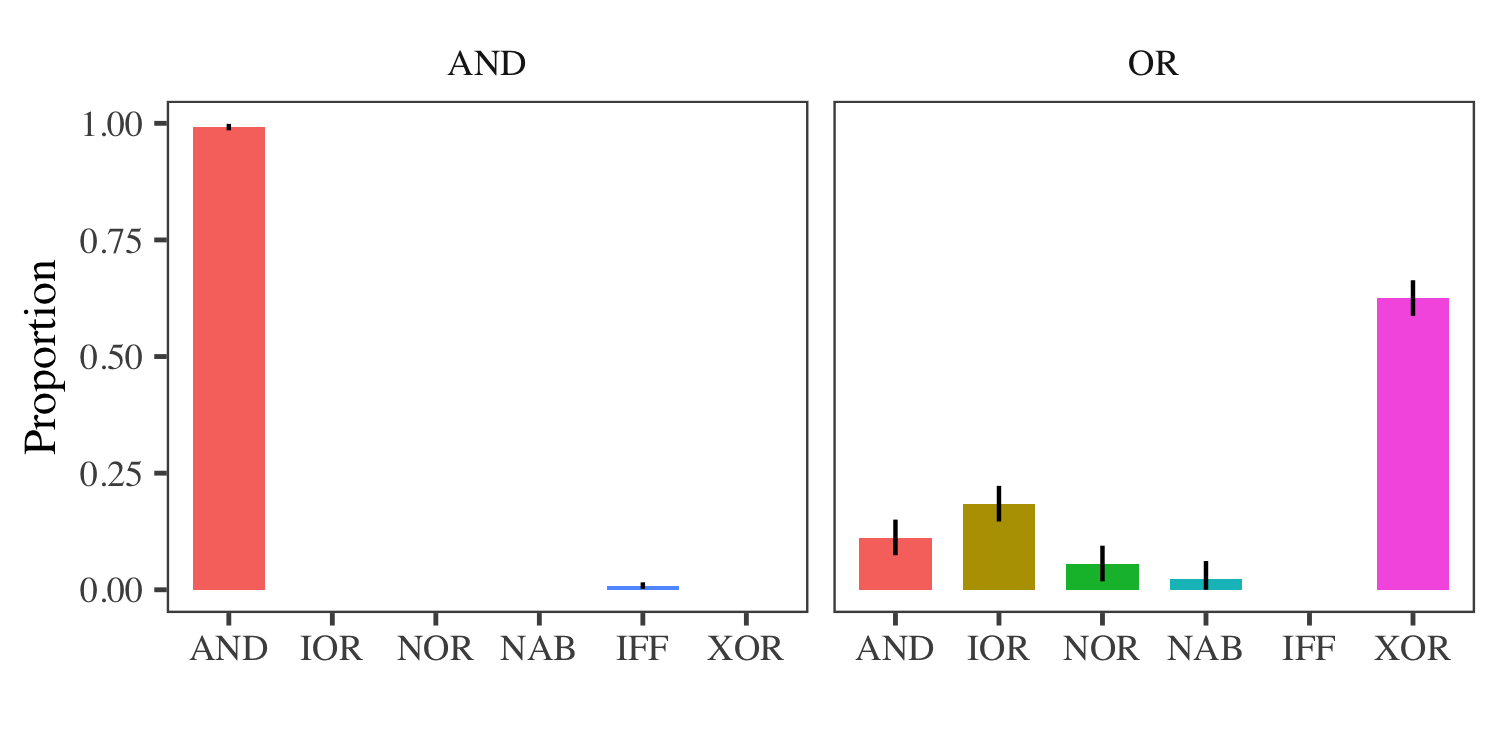 AND OR
1.00
0.75
0.50
0.25
0.00
Proportion
AND IOR NOR NAB IFF XOR AND IOR NOR NAB IFF XOR